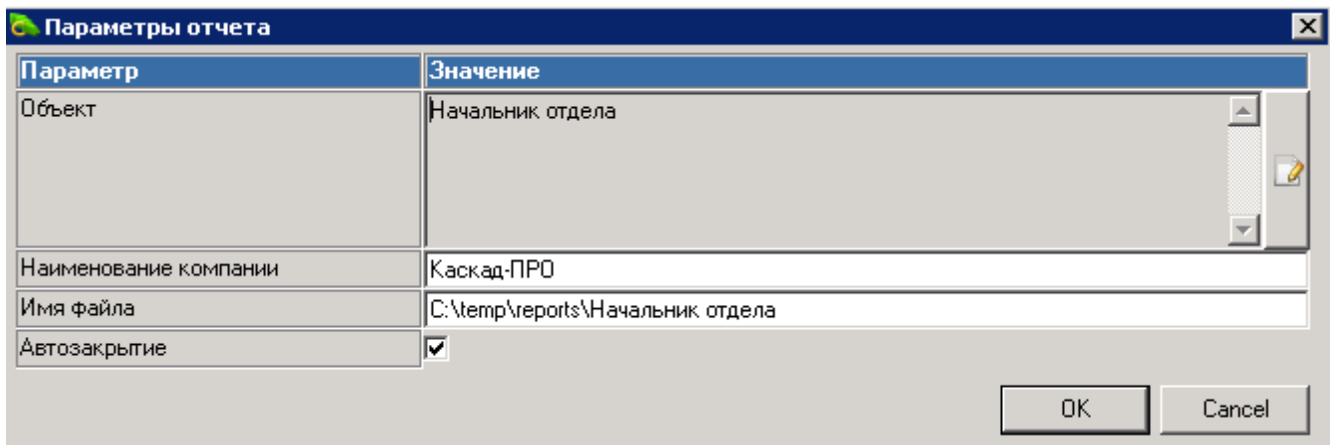 Параметры отчета
Параметр Значение
Объект Начальник отдела
Наименование компании Каскад-ПРО
Имя файла C:\temp\reports\Начальник отдела
Автозакрытие
OK Cancel